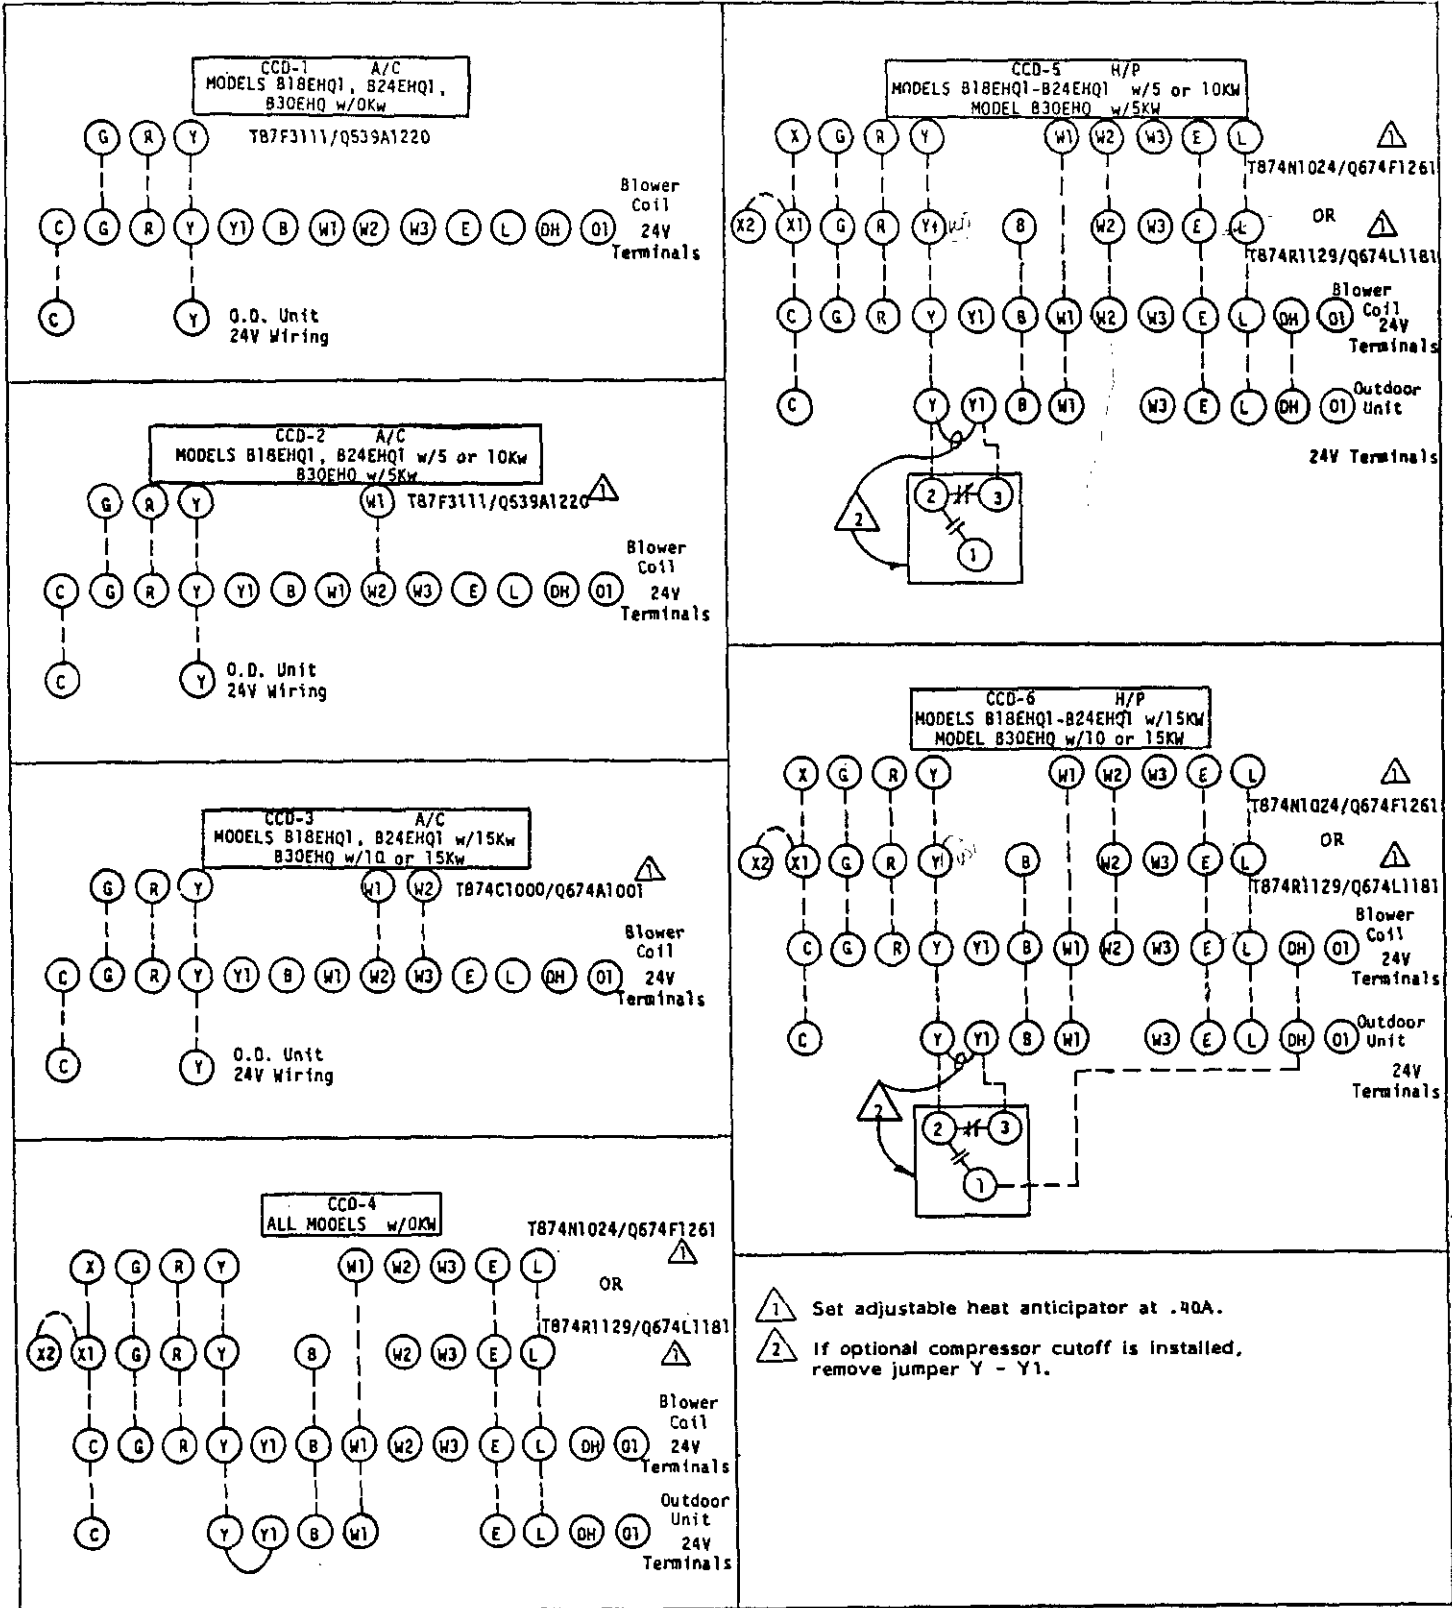 CCD-1 A/C
MODELS B18EHQ1, B24EHQ1,
B30EHQ w/0Kw
G R Y T87F3111/Q539A1220
Blower
Coil
C G R Y Y1 B W1 W2 W3 E L DH O1 24V
Terminals
C Y O.D. Unit
24V Wiring
CCD-2 A/C
MODELS B18EHQ1, B24EHQ1 w/5 or 10Kw
B30EHQ w/5Kw
G R Y W1 T87F3111/Q539A1220 1
Blower
Coil
C G R Y Y1 B W1 W2 W3 E L DH O1 24V
Terminals
C Y O.D. Unit
24V Wiring
CCD-3 A/C
MODELS B18EHQ1, B24EHQ1 w/15Kw
B30EHQ w/10 or 15Kw
G R Y W1 W2 T874C1000/Q674A1001 1
Blower
Coil
C G R Y Y1 B W1 W2 W3 E L DH O1 24V
Terminals
C Y O.D. Unit
24V Wiring
CCD-4
ALL MODELS w/0KW
T874N1024/Q674F1261
X G R Y W1 W2 W3 E L 1
OR
T874R1129/Q674L1181
X2 X1 G R Y B W2 W3 E L 1
Blower
Coil
C G R Y Y1 B W1 W2 W3 E L DH O1 24V
Terminals
Outdoor
Unit
C Y Y1 B W1 E L DH O1 24V
Terminals
CCD-5 H/P
MODELS B18EHQ1-B24EHQ1 w/5 or 10KW
MODEL B30EHQ w/5KW
X G R Y W1 W2 W3 E L 1
T874N1024/Q674F1261
OR
X2 X1 G R Y B W2 W3 E L 1
T874R1129/Q674L1181
Blower
C G R Y Y1 B W1 W2 W3 E L DH O1 Coil
24V
Terminals
C Y Y1 B W1 W3 E L DH O1 Outdoor
Unit
24V Terminals
2 2 3
1
CCD-6 H/P
MODELS B18EHQ1-B24EHQ1 w/15KW
MODEL B30EHQ w/10 or 15KW
X G R Y W1 W2 W3 E L 1
T874N1024/Q674F1261
OR
X2 X1 G R Y B W2 W3 E L 1
T874R1129/Q674L1181
Blower
Coil
C G R Y Y1 B W1 W2 W3 E L DH O1 24V
Terminals
C Y Y1 B W1 W3 E L DH O1 Outdoor
Unit
24V
Terminals
2 2 3
1
1 Set adjustable heat anticipator at .40A.
2 If optional compressor cutoff is installed,
remove jumper Y - Y1.